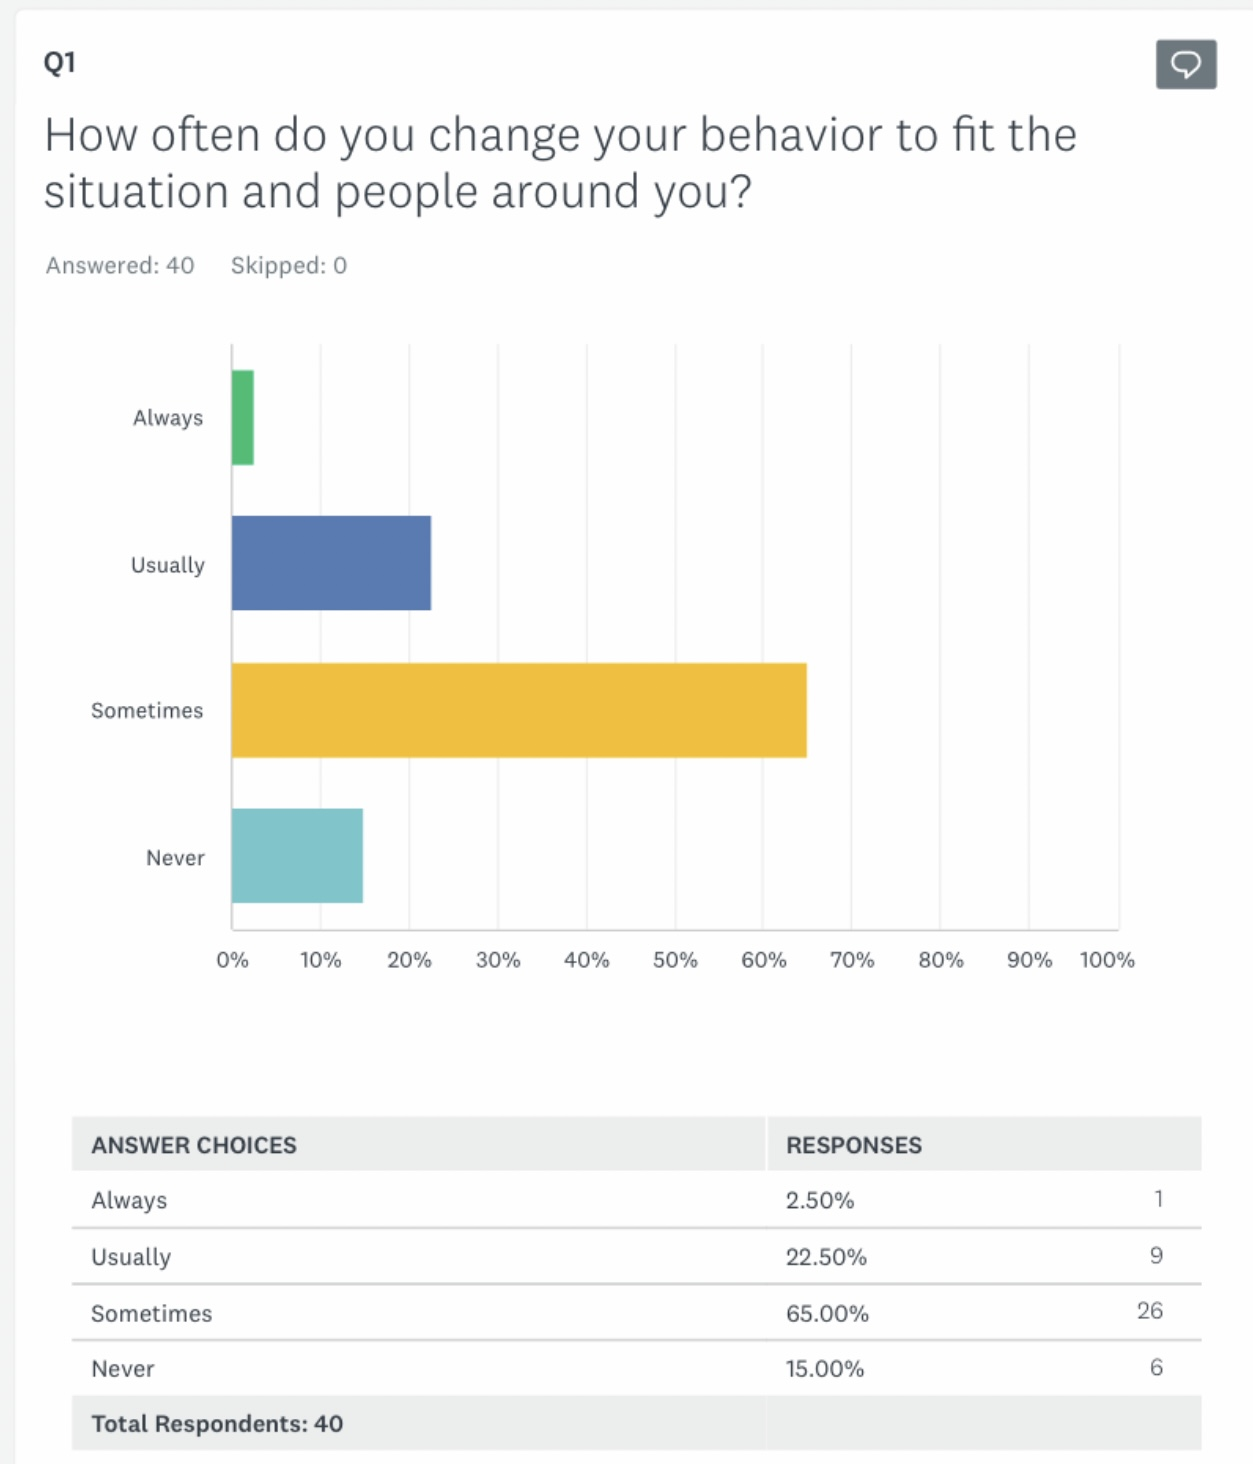 Q1
How often do you change your behavior to fit the
situation and people around you?
Answered: 40 Skipped: 0
Always
Usually
Sometimes
Never
0% 10% 20% 30% 40% 50% 60% 70% 80% 90% 100%
ANSWER CHOICES RESPONSES
Always 2.50% 1
Usually 22.50% 9
Sometimes 65.00% 26
Never 15.00% 6
Total Respondents: 40